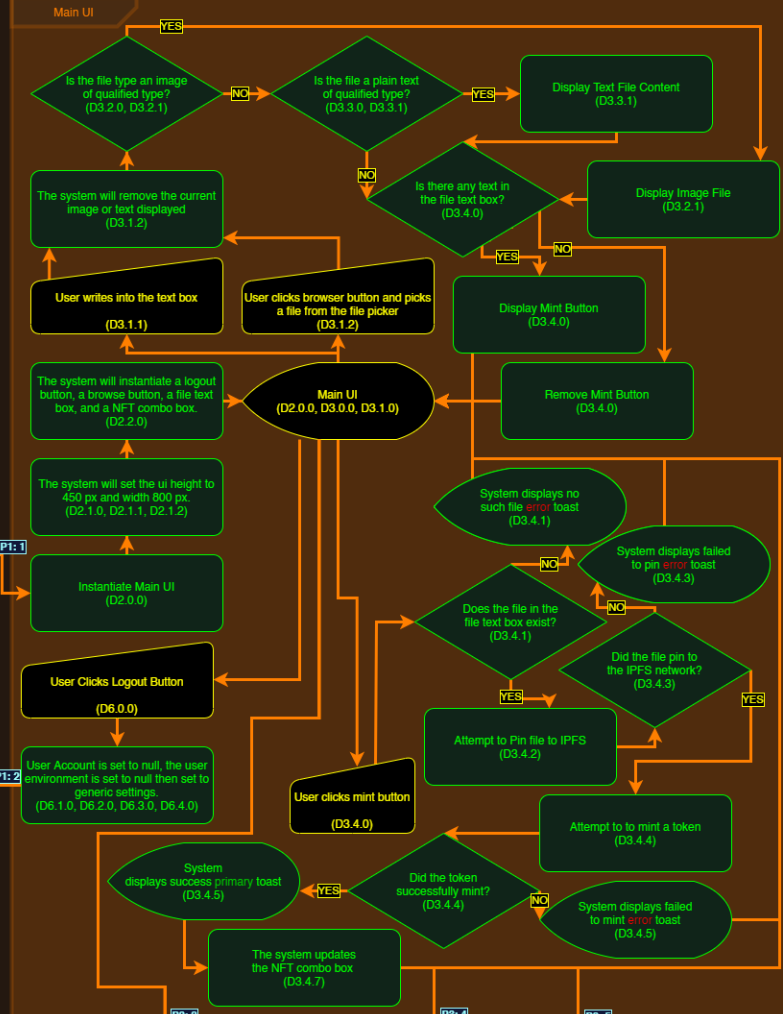 Main UI
YES
Is the file type an image
of qualified type?
(D3.2.0, D3.2.1)
NO
Is the file a plain text
of qualified type?
(D3.3.0, D3.3.1)
YES
Display Text File Content
(D3.3.1)
NO
The system will remove the current
image or text displayed
(D3.1.2)
Is there any text in
the file text box?
(D3.4.0)
Display Image File
(D3.2.1)
YES
NO
User writes into the text box
(D3.1.1)
User clicks browser button and picks
a file from the file picker
(D3.1.2)
Display Mint Button
(D3.4.0)
The system will instantiate a logout
button, a browse button, a file text
box, and a NFT combo box.
(D2.2.0)
Main UI
(D2.0.0, D3.0.0, D3.1.0)
Remove Mint Button
(D3.4.0)
The system will set the ui height to
450 px and width 800 px.
(D2.1.0, D2.1.1, D2.1.2)
System displays no
such file error toast
(D3.4.1)
P1: 1
Instantiate Main UI
(D2.0.0)
System displays failed
to pin error toast
(D3.4.3)
NO
NO
Does the file in the
file text box exist?
(D3.4.1)
Did the file pin to
the IPFS network?
(D3.4.3)
YES
YES
User Clicks Logout Button
(D6.0.0)
Attempt to Pin file to IPFS
(D3.4.2)
1: 2
User Account is set to null, the user
environment is set to null then set to
generic settings.
(D6.1.0, D6.2.0, D6.3.0, D6.4.0)
User clicks mint button
(D3.4.0)
Attempt to to mint a token
(D3.4.4)
System
displays success primary toast
(D3.4.5)
YES
Did the token
successfully mint?
(D3.4.4)
NO
System displays failed
to mint error toast
(D3.4.5)
The system updates
the NFT combo box
(D3.4.7)